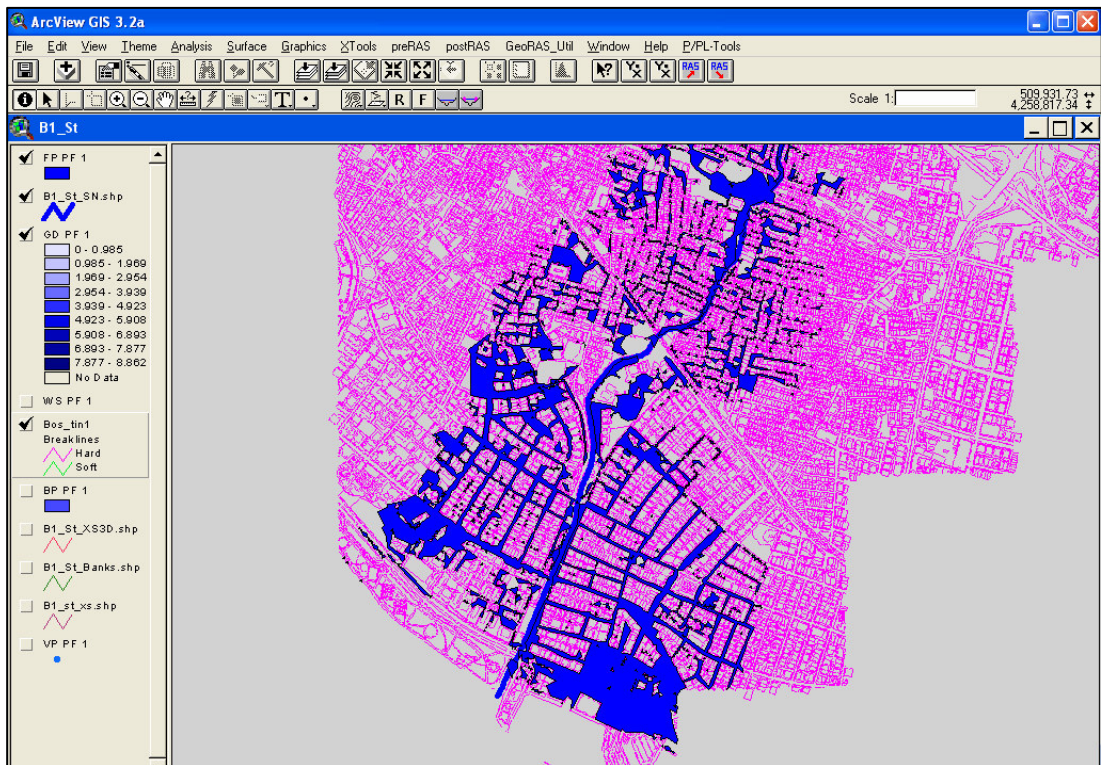 ArcView GIS 3.2a
File Edit View Theme Analysis Surface Graphics XTools preRAS postRAS GeoRAS_Util Window Help P/PL-Tools
RAS RAS
T R F Scale 1: 509,931.73
4,258,817.34
B1_St
FP PF 1
B1_St_SN.shp
GD PF 1
0 - 0.985
0.985 - 1.969
1.969 - 2.954
2.954 - 3.939
3.939 - 4.923
4.923 - 5.908
5.908 - 6.893
6.893 - 7.877
7.877 - 8.862
No Data
WS PF 1
Bos_tin1
Breaklines
Hard
Soft
BP PF 1
B1_St_XS3D.shp
B1_St_Banks.shp
B1_st_xs.shp
VP PF 1